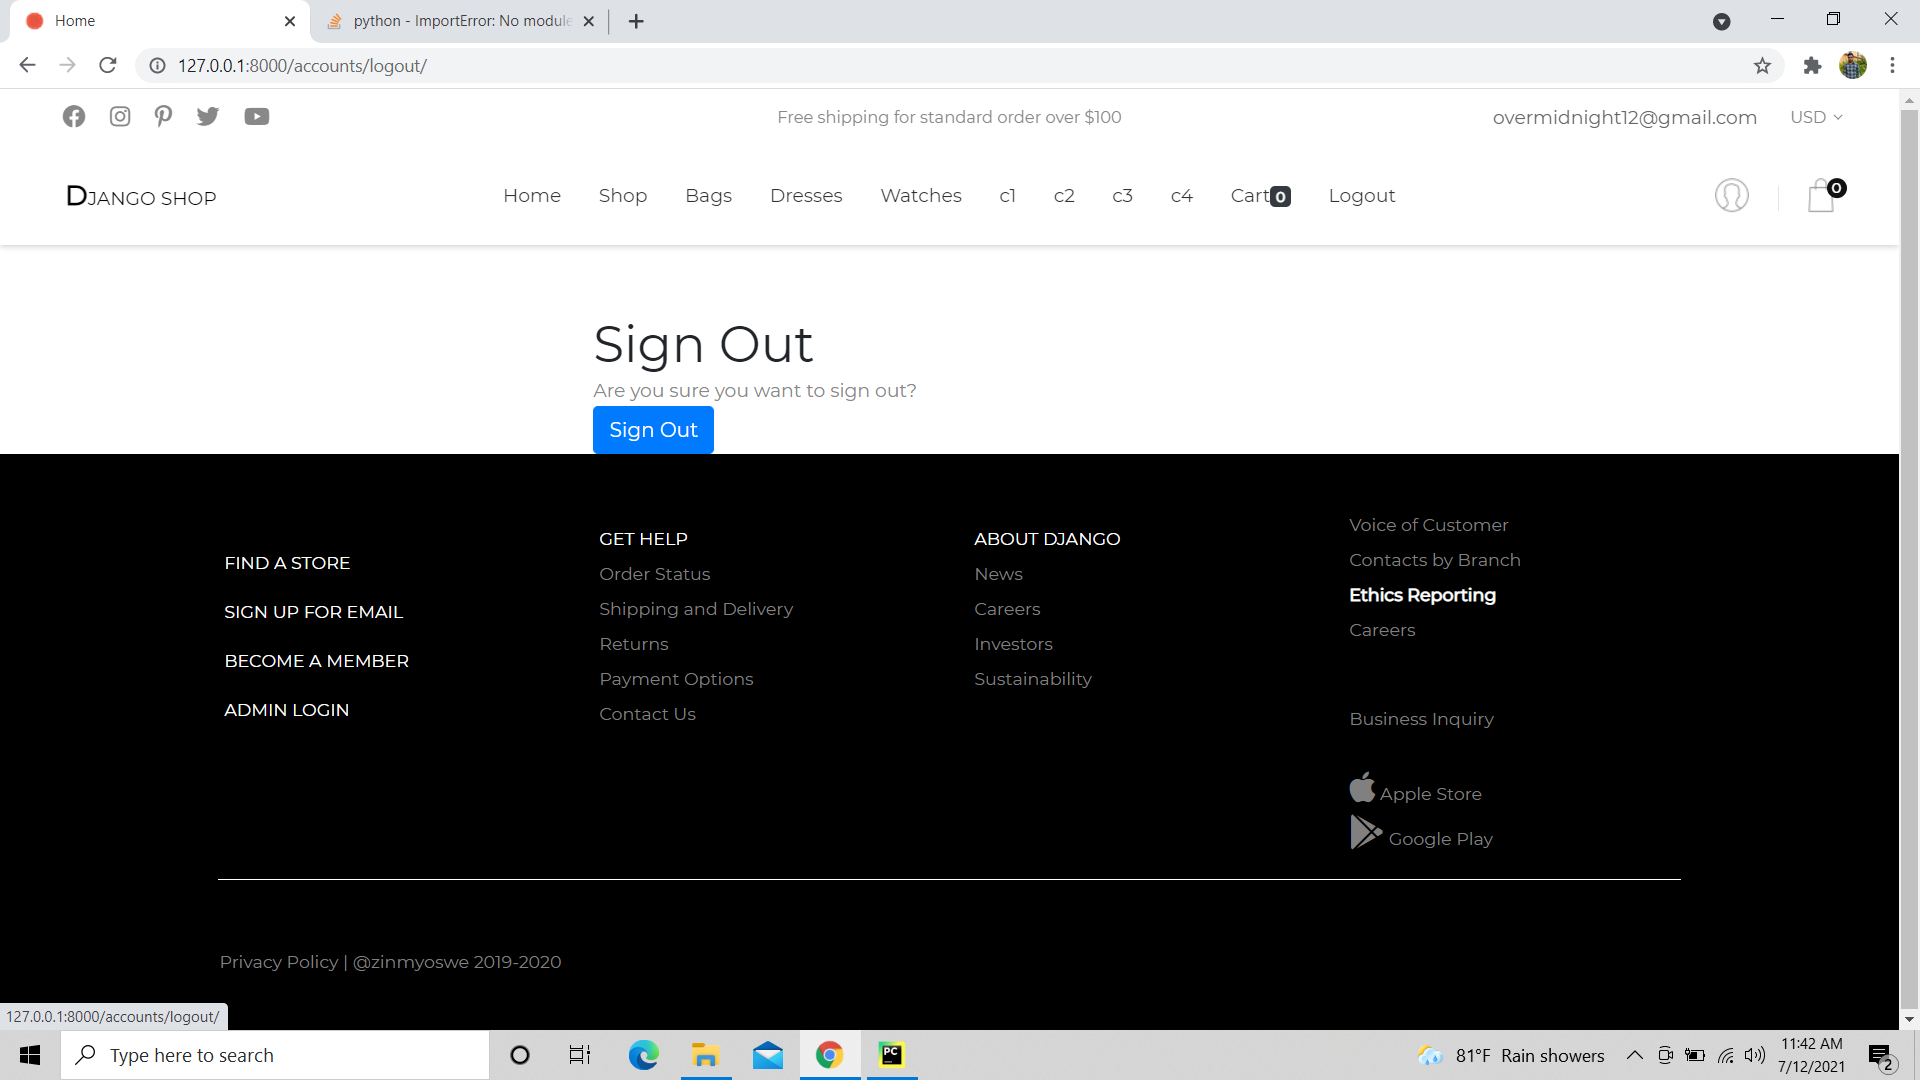 Home
python - ImportError: No module
127.0.0.1:8000/accounts/logout/
Free shipping for standard order over $100
overmidnight12@gmail.com
USD
DJANGO SHOP
Home
Shop
Bags
Dresses
Watches
c1
c2
c3
c4
Cart 0
Logout
0
Sign Out
Are you sure you want to sign out?
Sign Out
FIND A STORE
SIGN UP FOR EMAIL
BECOME A MEMBER
ADMIN LOGIN
GET HELP
Order Status
Shipping and Delivery
Returns
Payment Options
Contact Us
ABOUT DJANGO
News
Careers
Investors
Sustainability
Voice of Customer
Contacts by Branch
Ethics Reporting
Careers
Business Inquiry
Apple Store
Google Play
Privacy Policy | @zinmyoswe 2019-2020
127.0.0.1:8000/accounts/logout/
Type here to search
PC
81°F Rain showers
11:42 AM
7/12/2021
2